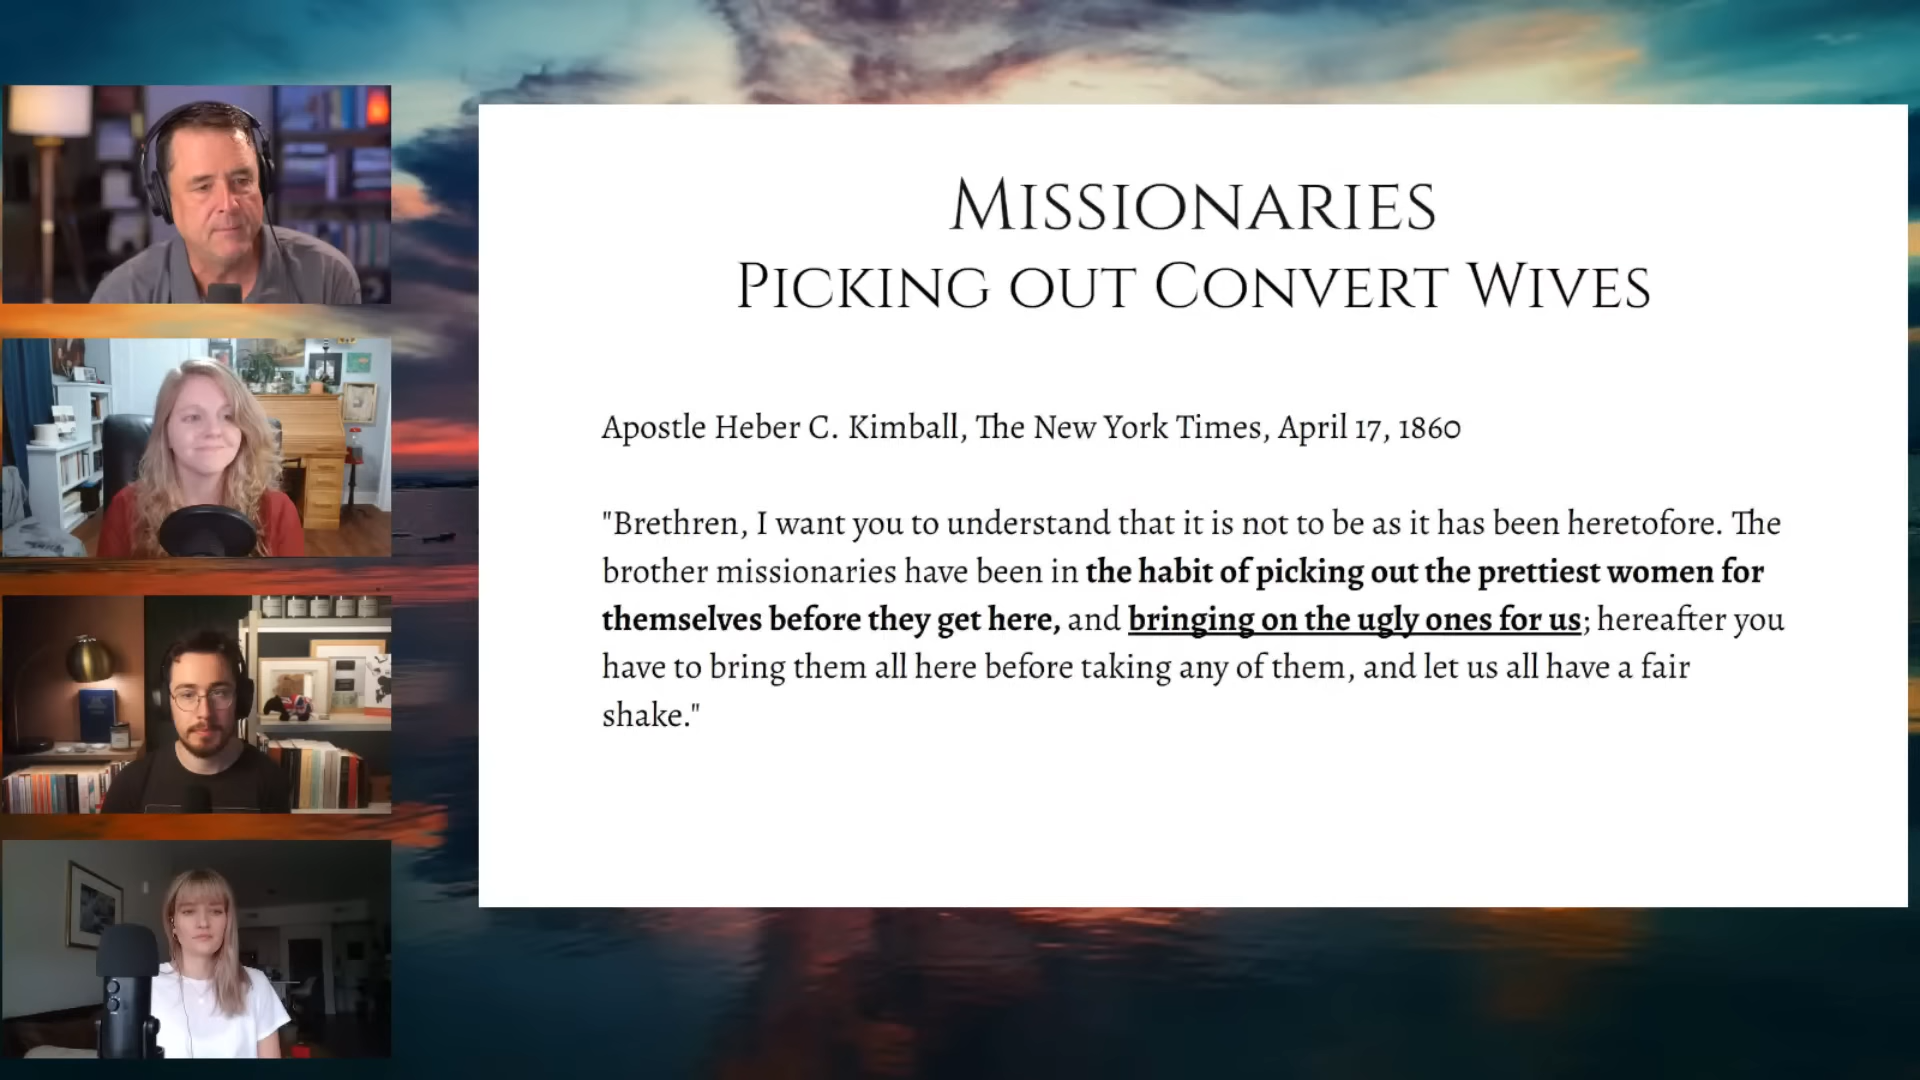 Missionaries
Picking out Convert Wives
Apostle Heber C. Kimball, The New York Times, April 17, 1860
"Brethren, I want you to understand that it is not to be as it has been heretofore. The
brother missionaries have been in the habit of picking out the prettiest women for
themselves before they get here, and bringing on the ugly ones for us; hereafter you
have to bring them all here before taking any of them, and let us all have a fair
shake."